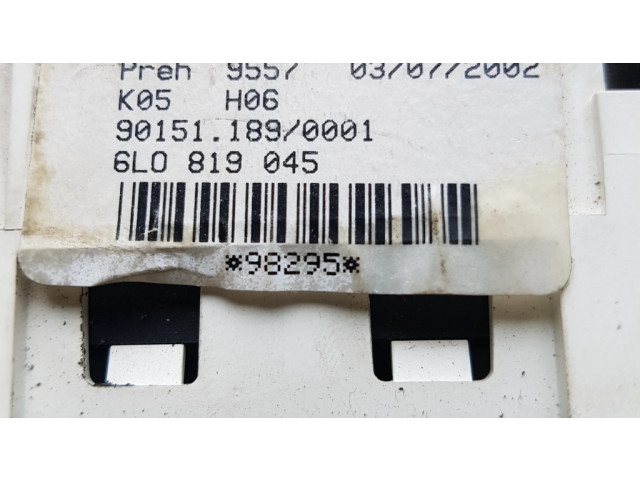 Preh 9557 03/07/2002
K05 H06
90151.189/0001
6L0 819 045
*98295*